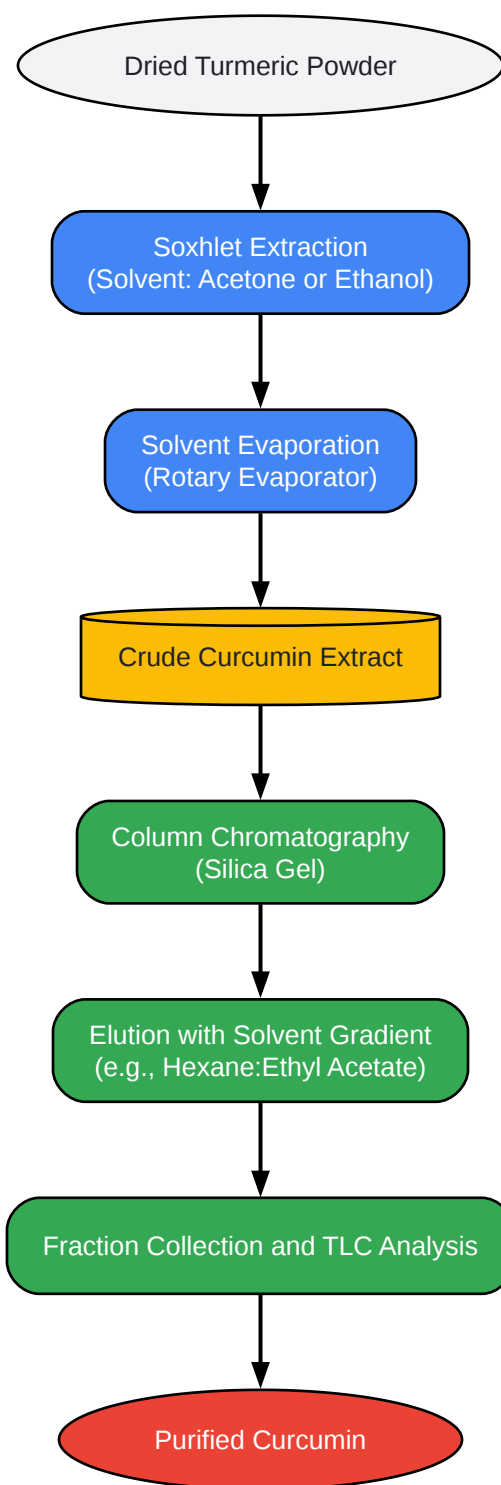 Dried Turmeric Powder
Soxhlet Extraction
(Solvent: Acetone or Ethanol)
Solvent Evaporation
(Rotary Evaporator)
Crude Curcumin Extract
Column Chromatography
(Silica Gel)
Elution with Solvent Gradient
(e.g., Hexane:Ethyl Acetate)
Fraction Collection and TLC Analysis
Purified Curcumin